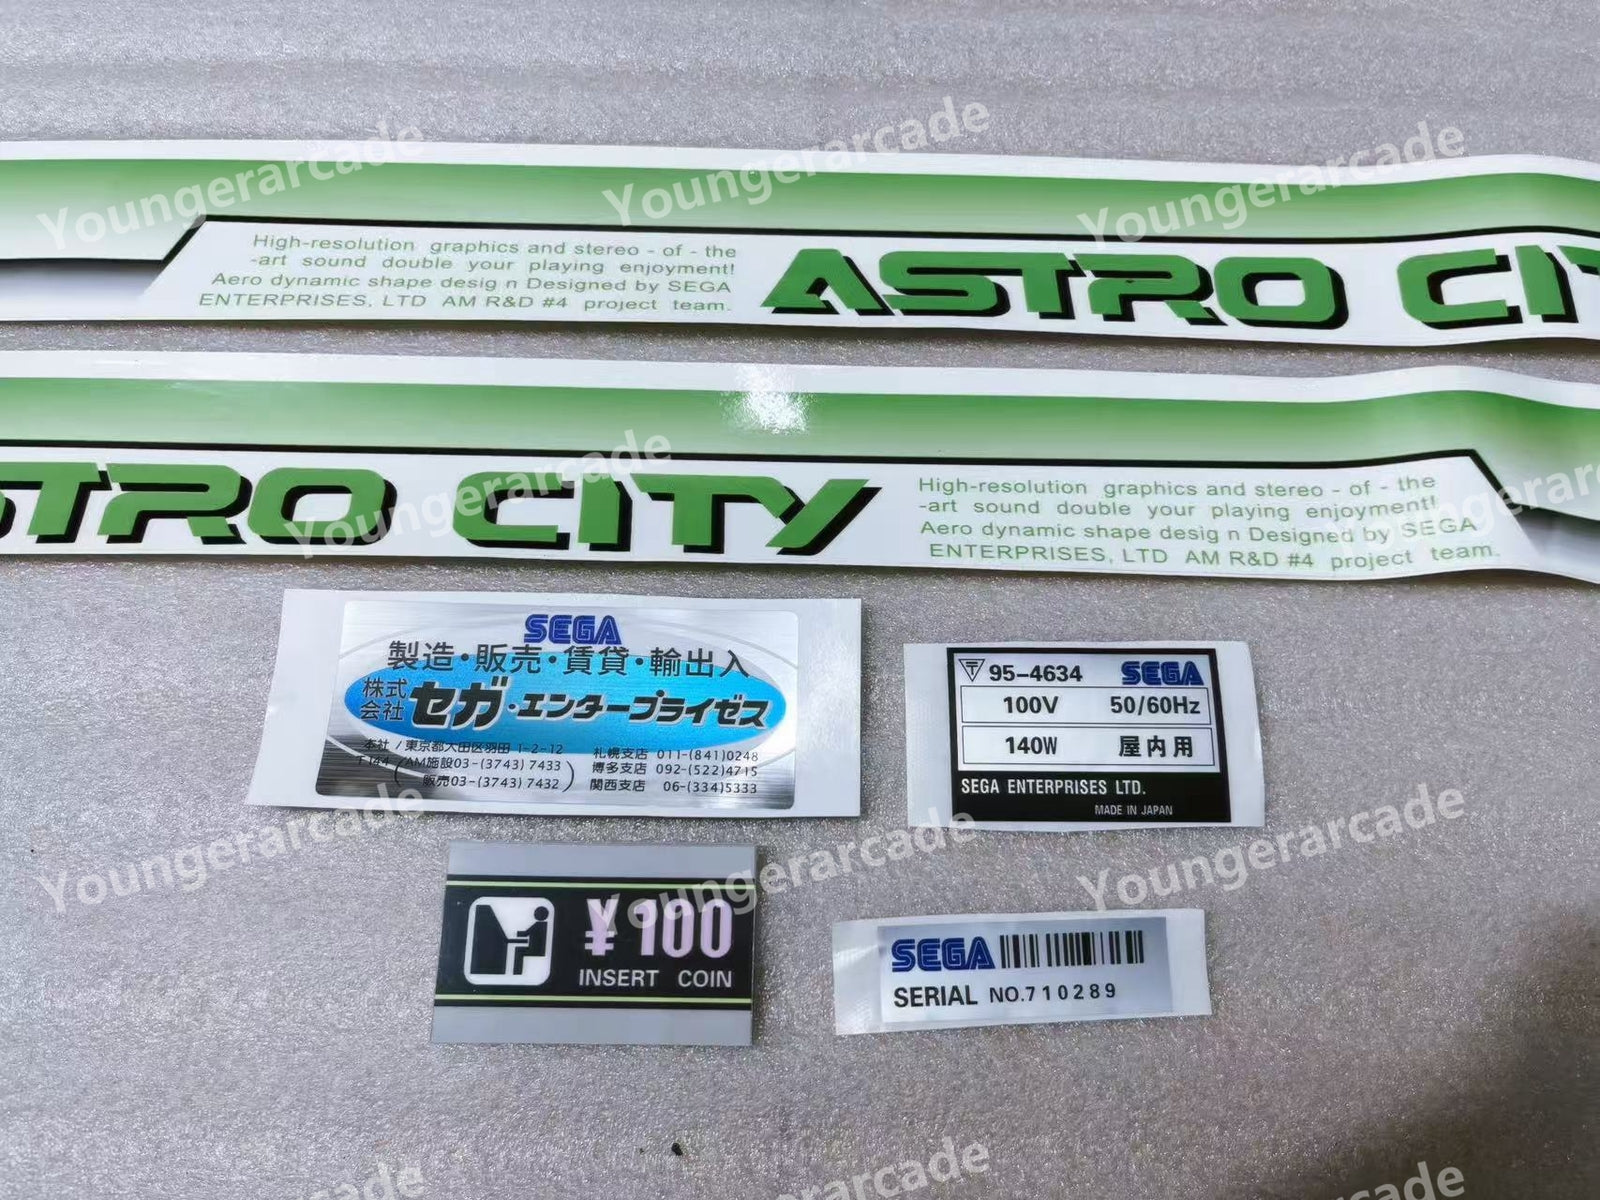 High-resolution graphics and stereo - of - the
-art sound double your playing enjoyment!
Aero dynamic shape desig n Designed by SEGA
ENTERPRISES, LTD AM R&D #4 project team.
ASTRO CIT
STRO CITY
High-resolution graphics and stereo - of - the
-art sound double your playing enjoyment!
Aero dynamic shape desig n Designed by SEGA
ENTERPRISES, LTD AM R&D #4 project team.
SEGA
製造・販売・賃貸・輸出入
株式会社 セガ・エンタープライゼス
本社/東京都大田区羽田 1-2-12
〒144 (AM施設03-(3743)7433
販売03-(3743)7432)
札幌支店 011-(841)0248
博多支店 092-(522)4715
関西支店 06-(334)5333
〒 95-4634 SEGA
100V 50/60Hz
140W 屋内用
SEGA ENTERPRISES LTD.
MADE IN JAPAN
¥100
INSERT COIN
SEGA
SERIAL NO.710289
Youngerarcade
Youngerarcade
Youngerarcade
Youngerarcade
Youngerarcade
Youngerarcade
Youngerarcade
Youngerarcade
Youngerarcade
Youngerarcade
Youngerarcade